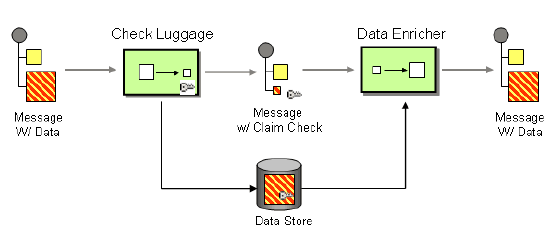 Check Luggage
Data Enricher
Message
W/ Data
Message
w/ Claim Check
Message
W/ Data
Data Store